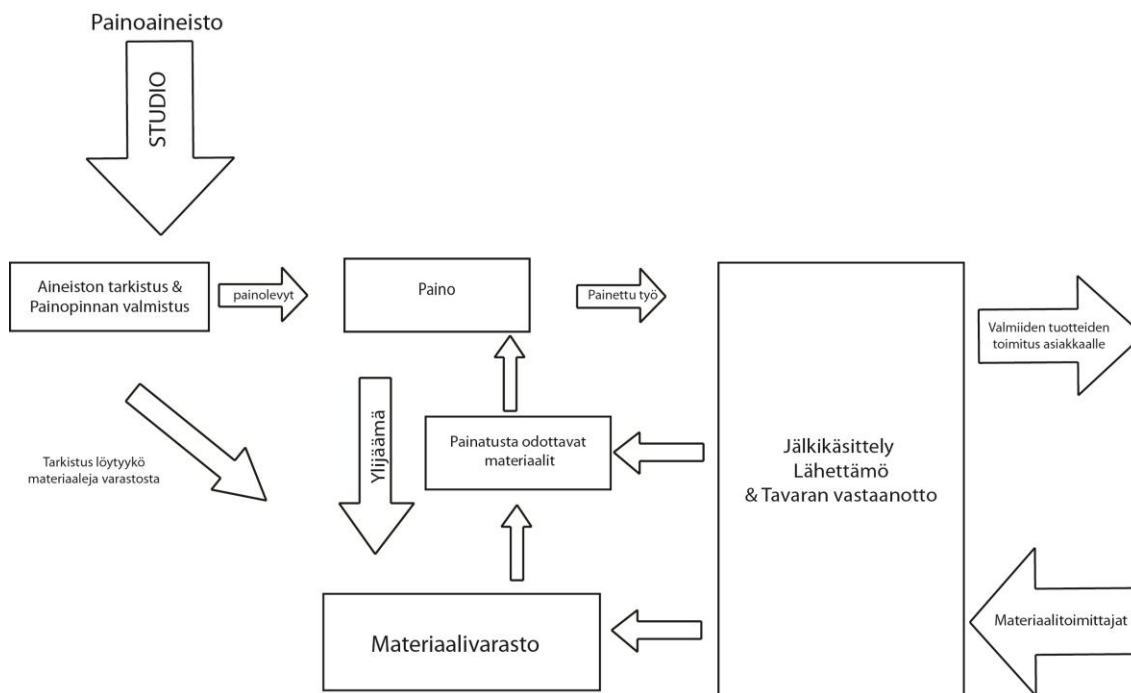 Painoaineisto
STUDIO
Aineiston tarkistus &
Painopinnan valmistus
painolevyt
Paino
Painettu työ
Valmiiden tuotteiden
toimitus asiakkaalle
Tarkistus löytyykö
materiaaleja varastosta
Ylijäämä
Painatusta odottavat
materiaalit
Jälkikäsittely
Lähettämö
& Tavaran vastaanotto
Materiaalivarasto
Materiaalitoimittajat